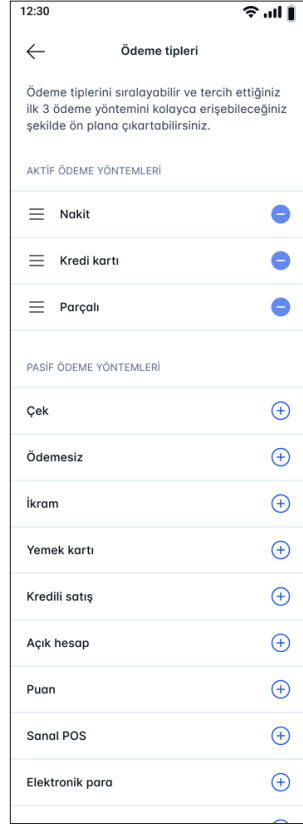 12:30
Ödeme tipleri
Ödeme tiplerini sıralayabilir ve tercih ettiğiniz
ilk 3 ödeme yöntemini kolayca erişebileceğiniz
şekilde ön plana çıkartabilirsiniz.
AKTİF ÖDEME YÖNTEMLERİ
Nakit
Kredi kartı
Parçalı
PASİF ÖDEME YÖNTEMLERİ
Çek
Ödemesiz
İkram
Yemek kartı
Kredili satış
Açık hesap
Puan
Sanal POS
Elektronik para